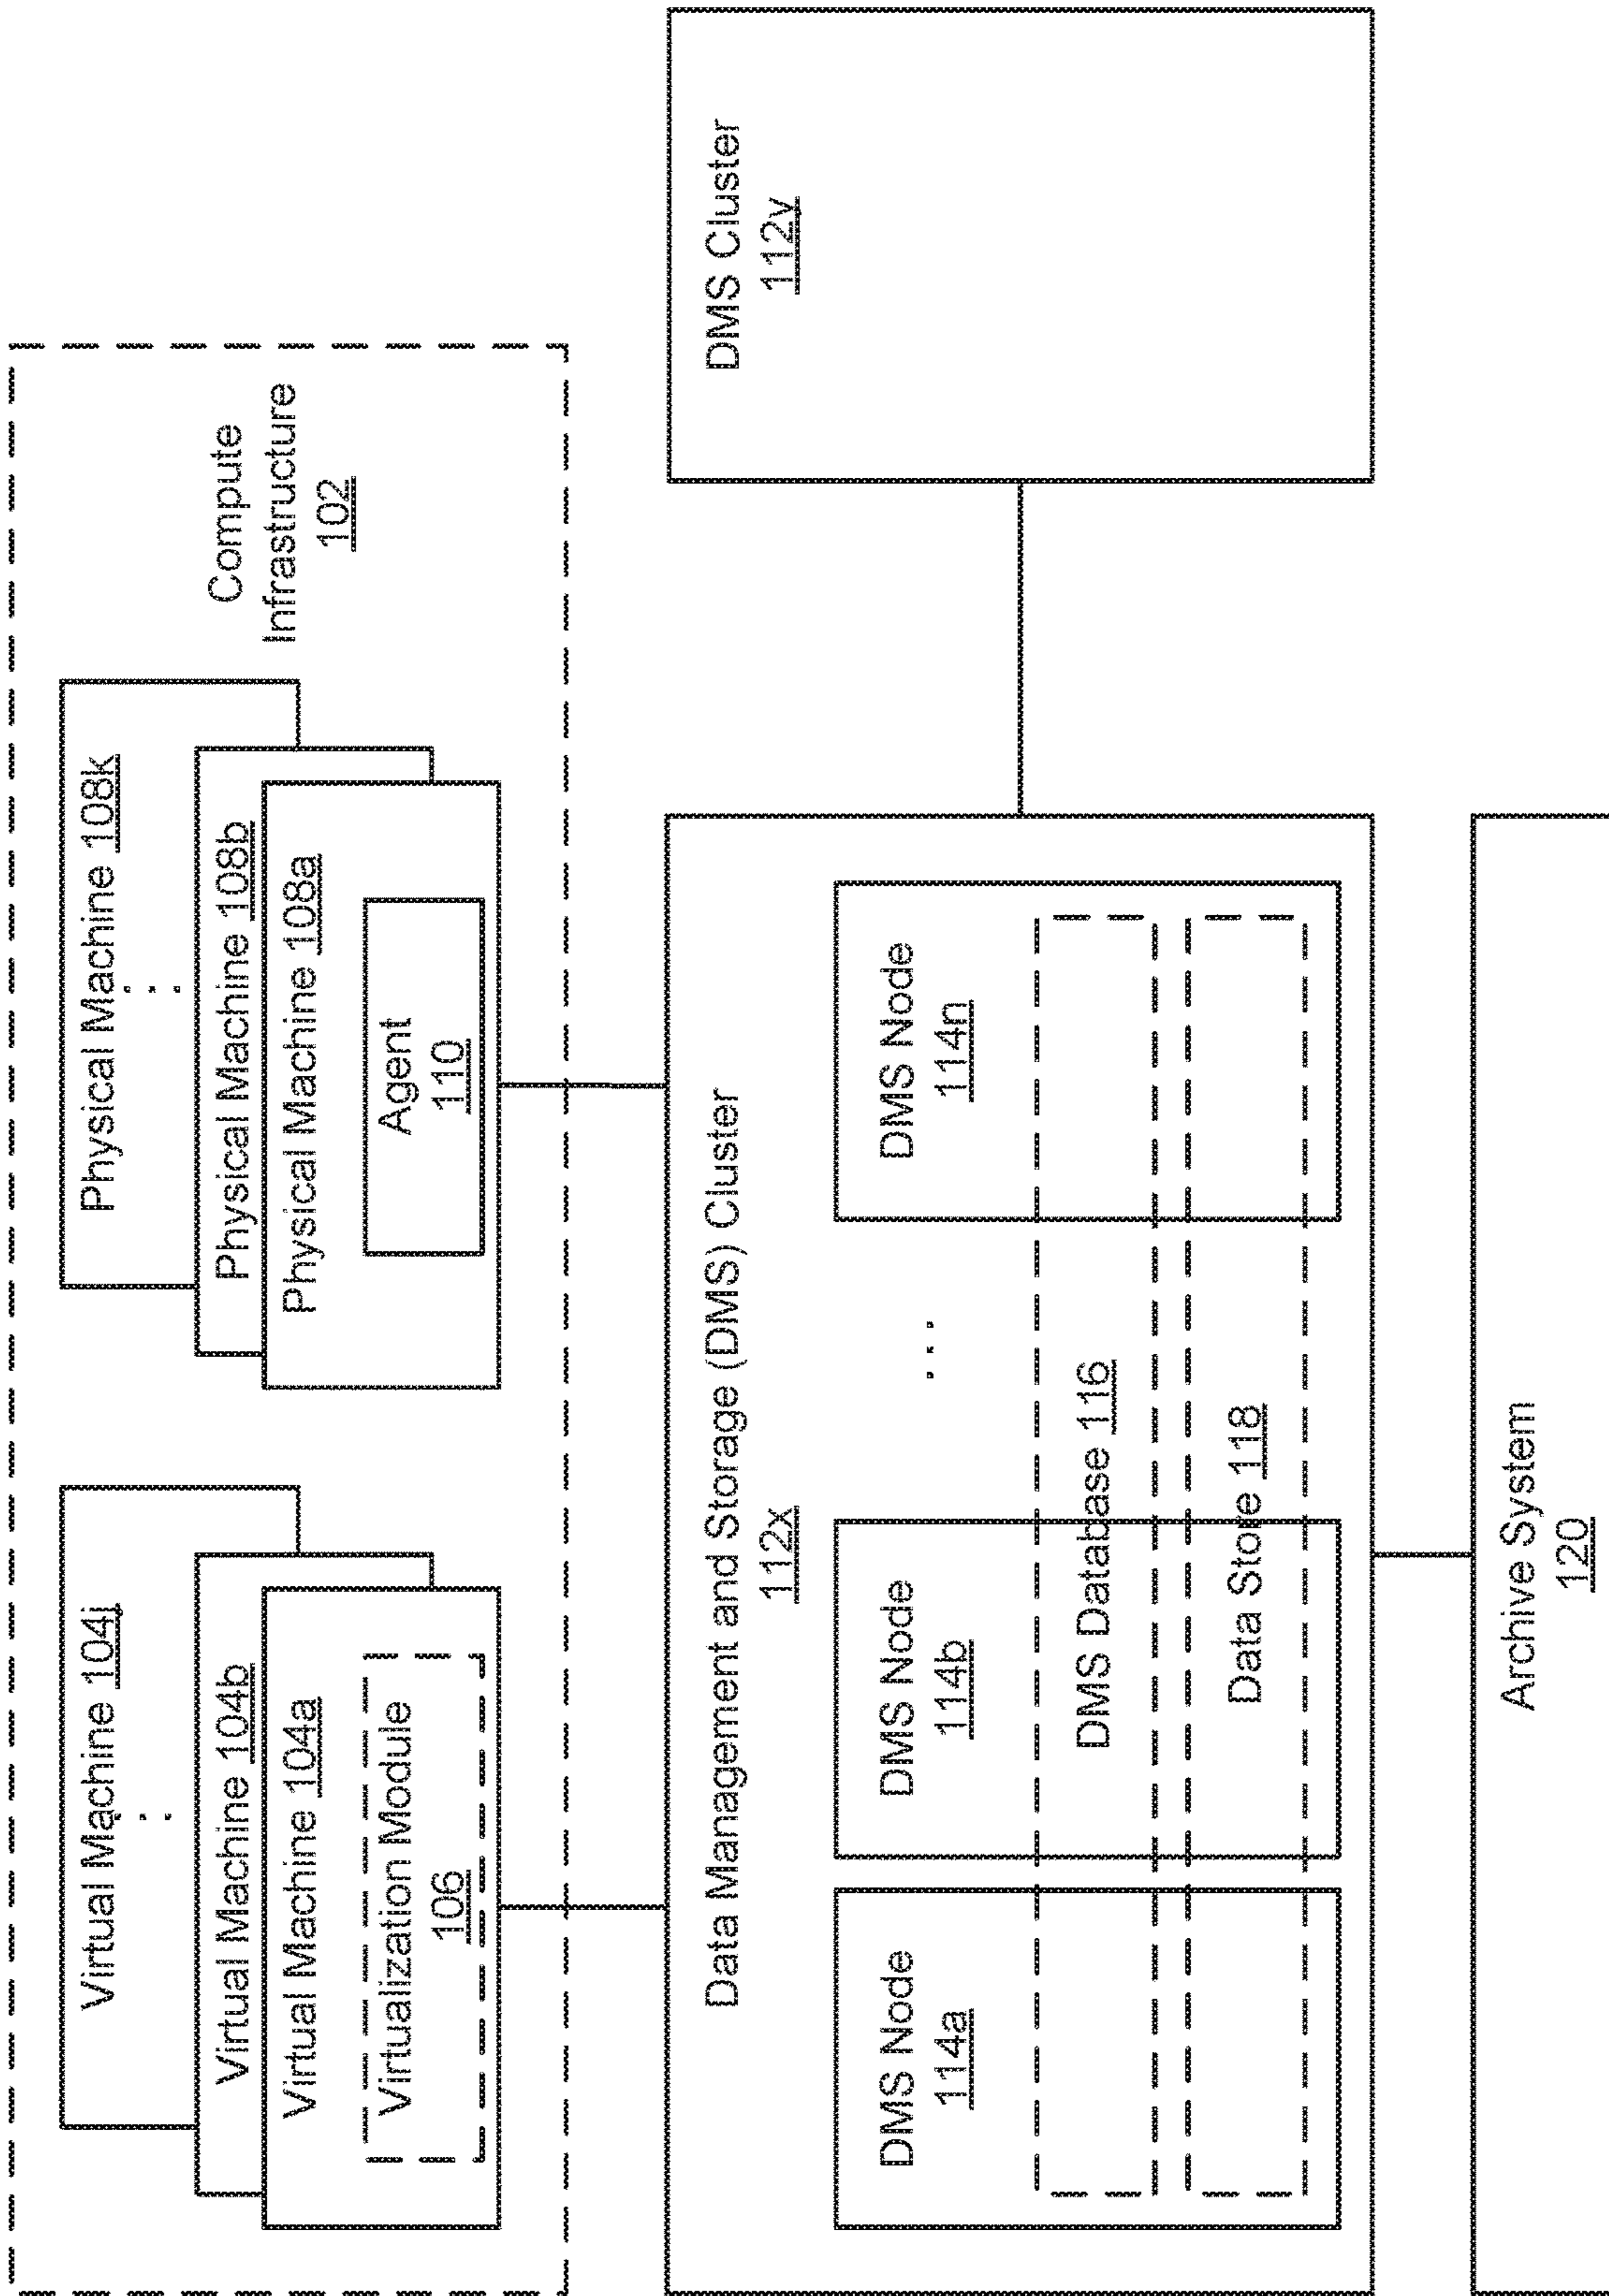 Virtual Machine 104j
Virtual Machine 104b
Virtual Machine 104a
Virtualization Module
106
Physical Machine 108k
Physical Machine 108b
Physical Machine 108a
Agent
110
Compute
Infrastructure
102
Data Management and Storage (DMS) Cluster
112x
DMS Node
114a
DMS Node
114b
. . .
DMS Node
114n
DMS Database 116
Data Store 118
DMS Cluster
112y
Archive System
120